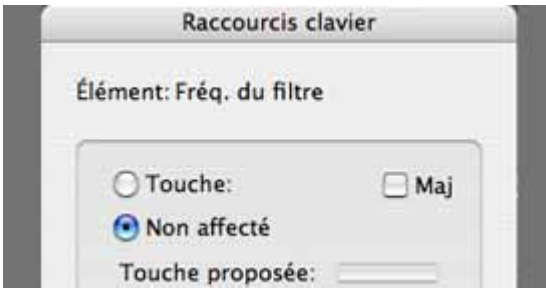 Raccourcis clavier
Élément: Fréq. du filtre
Touche: Maj
Non affecté
Touche proposée: